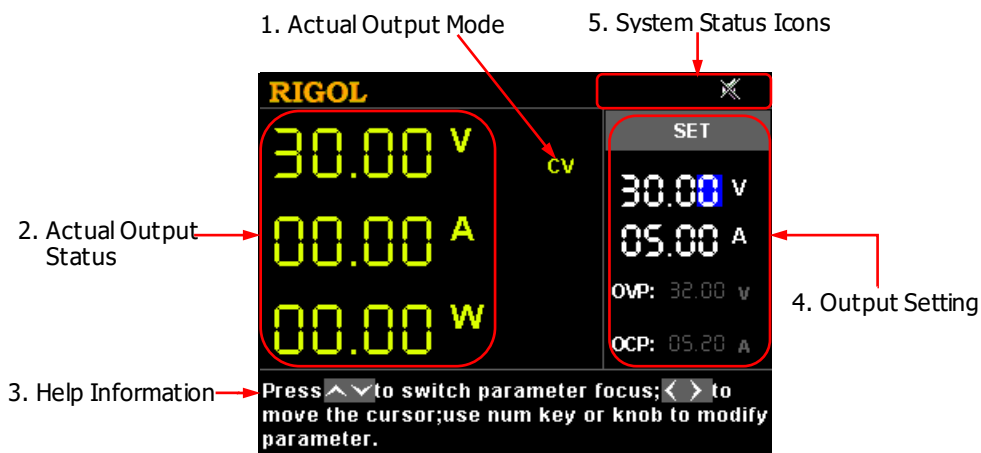 1. Actual Output Mode
5. System Status Icons
RIGOL
SET
30.00 V
CV
30.00 V
2. Actual Output
Status
00.00 A
05.00 A
OVP: 32.00 V
4. Output Setting
00.00 W
OCP: 05.20 A
3. Help Information
Press to switch parameter focus; to
move the cursor;use num key or knob to modify
parameter.